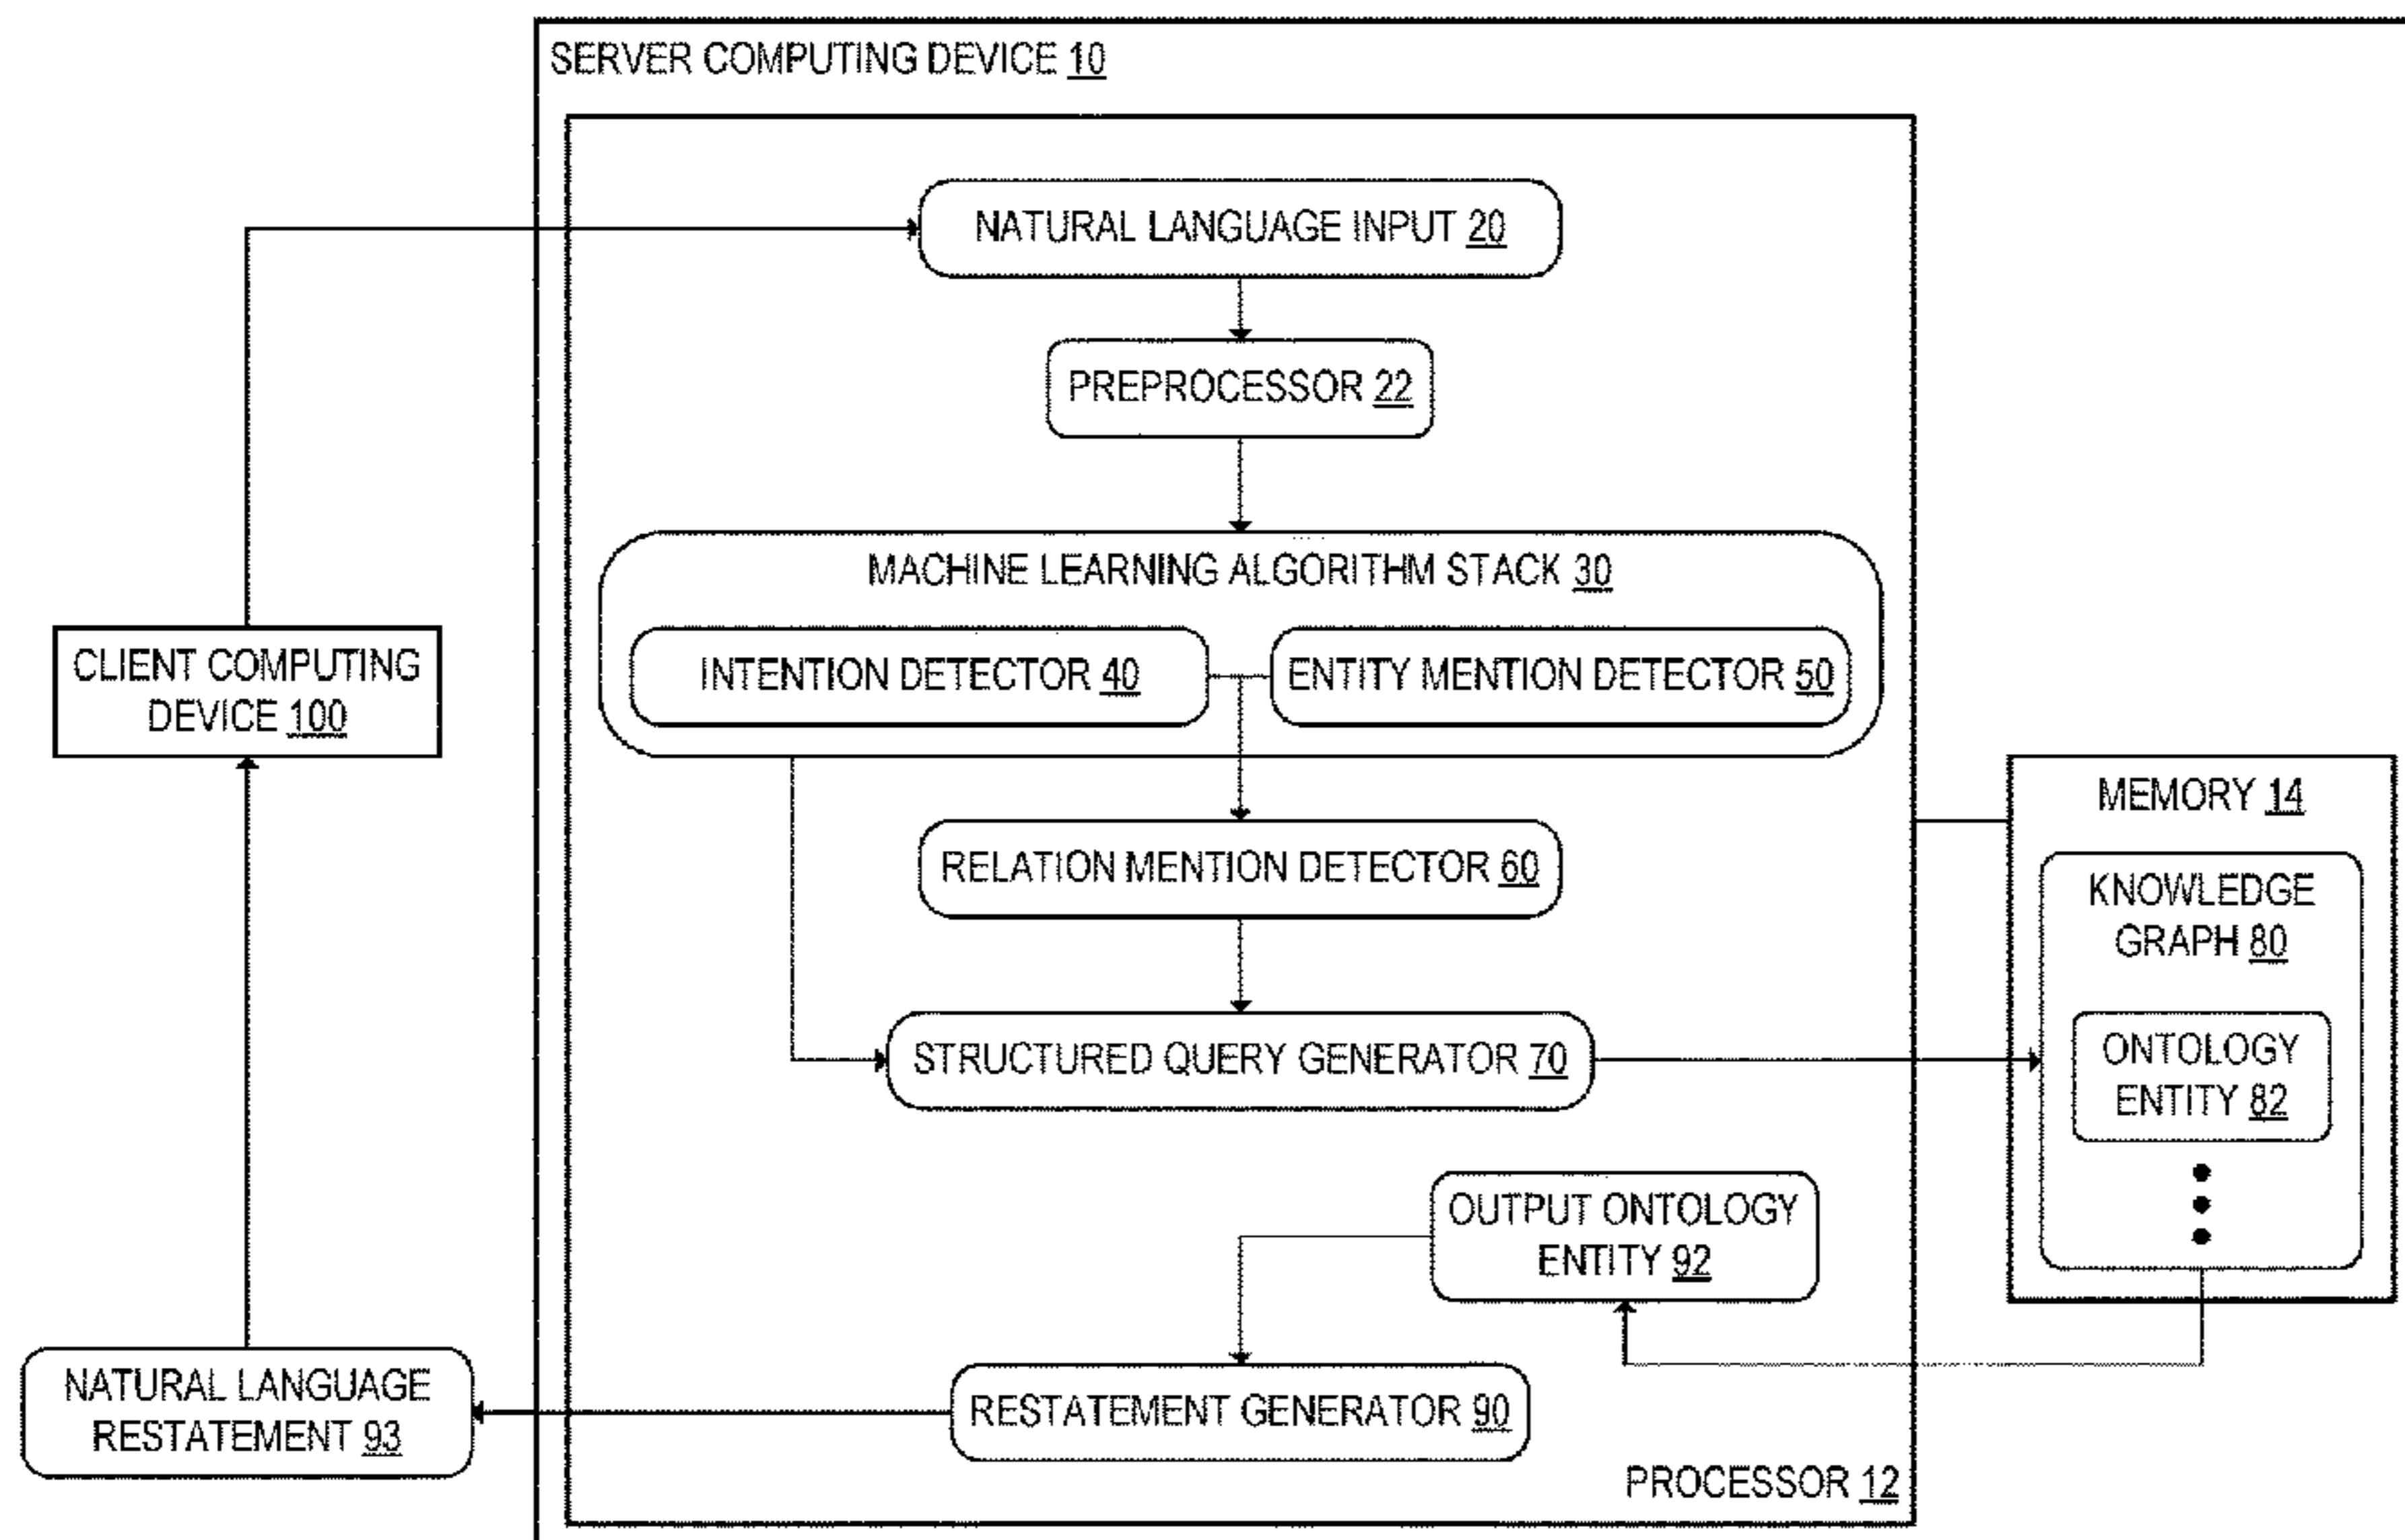 SERVER COMPUTING DEVICE 10
NATURAL LANGUAGE INPUT 20
PREPROCESSOR 22
MACHINE LEARNING ALGORITHM STACK 30
INTENTION DETECTOR 40
ENTITY MENTION DETECTOR 50
CLIENT COMPUTING
DEVICE 100
RELATION MENTION DETECTOR 60
MEMORY 14
KNOWLEDGE
GRAPH 80
STRUCTURED QUERY GENERATOR 70
ONTOLOGY
ENTITY 82
OUTPUT ONTOLOGY
ENTITY 92
RESTATEMENT GENERATOR 90
NATURAL LANGUAGE
RESTATEMENT 93
PROCESSOR 12